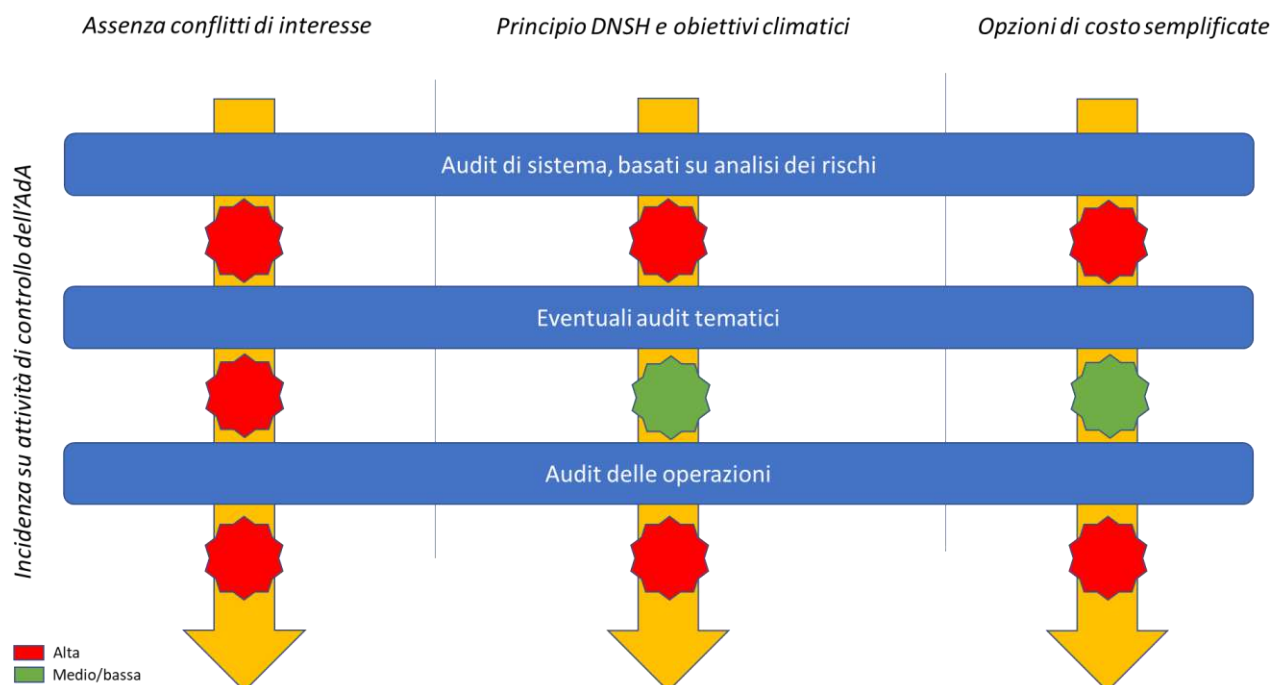 Assenza conflitti di interesse
Principio DNSH e obiettivi climatici
Opzioni di costo semplificate
Incidenza su attività di controllo dell'AdA
Audit di sistema, basati su analisi dei rischi
Eventuali audit tematici
Audit delle operazioni
Alta
Medio/bassa